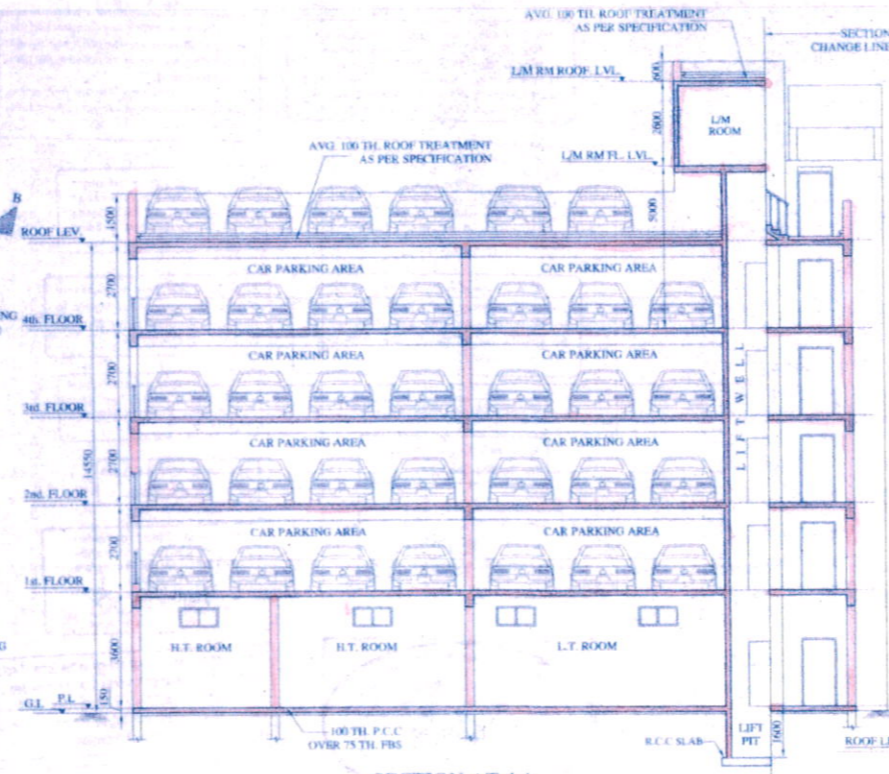 AVG. 100 TH. ROOF TREATMENT
AS PER SPECIFICATION
SECTION
CHANGE LINE
L/M RM ROOF. LVL.
600
L/M
ROOM
2800
AVG. 100 TH. ROOF TREATMENT
AS PER SPECIFICATION
L/M RM FL. LVL.
B
1500
ROOF LEV.
CAR PARKING AREA
CAR PARKING AREA
2700
NG
4th. FLOOR
CAR PARKING AREA
CAR PARKING AREA
2700
3rd. FLOOR
LIFT WELL
CAR PARKING AREA
CAR PARKING AREA
14550
2700
2nd. FLOOR
CAR PARKING AREA
CAR PARKING AREA
2700
1st. FLOOR
H.T. ROOM
H.T. ROOM
L.T. ROOM
3600
150
G.L
P.L
100 TH. P.C.C
OVER 75 TH. FBS
R.C.C SLAB
LIFT
PIT
1600